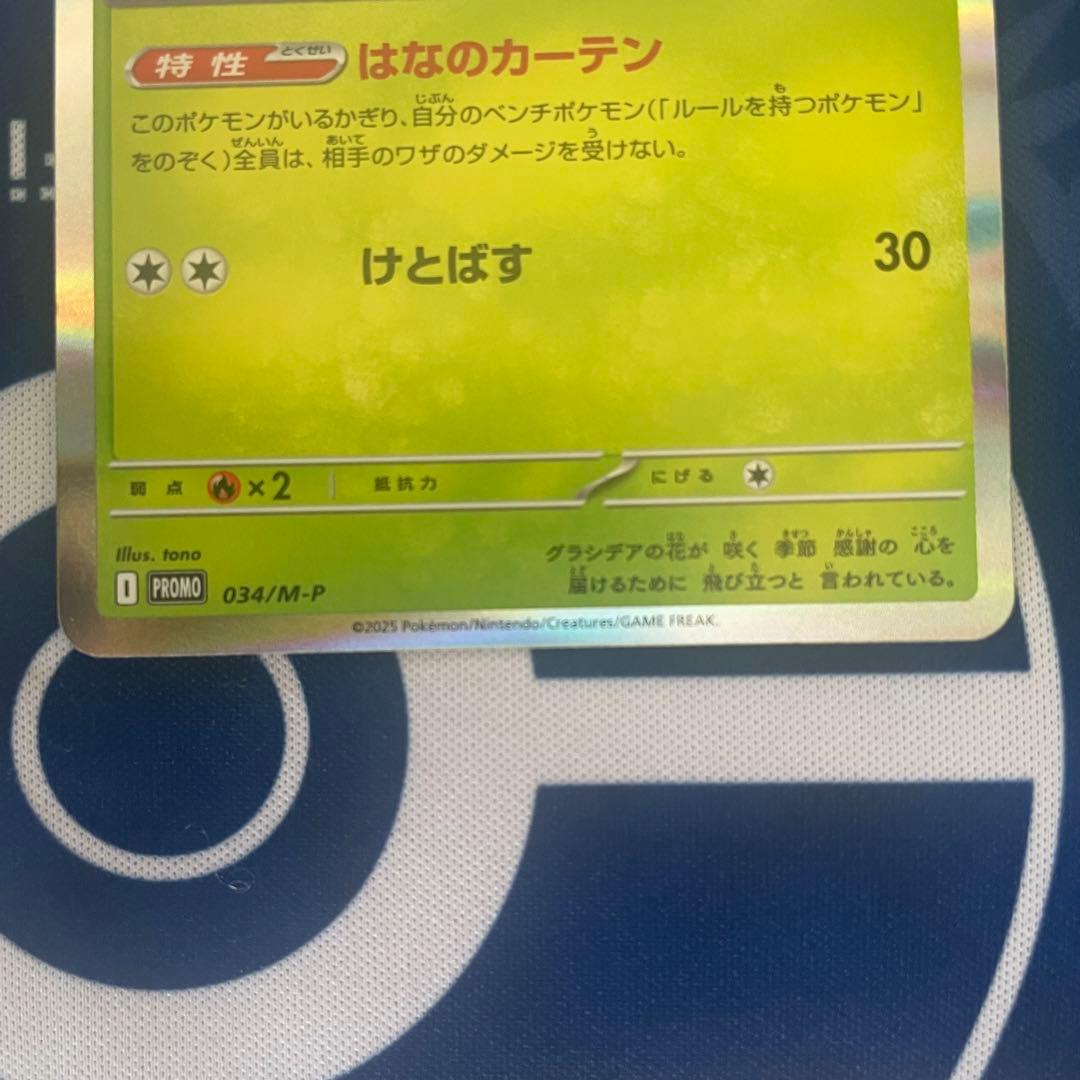 特性 とくせい はなのカーテン
このポケモンがいるかぎり、自分のベンチポケモン(「ルールを持つポケモン」
をのぞく)全員は、相手のワザのダメージを受けない。
けとばす 30
弱点 ×2 抵抗力 にげる
Illus. tono
グラシデアの花が 咲く 季節 感謝の 心を
届けるために 飛び立つと 言われている。
I PROMO 034/M-P
©2025 Pokémon/Nintendo/Creatures/GAME FREAK.